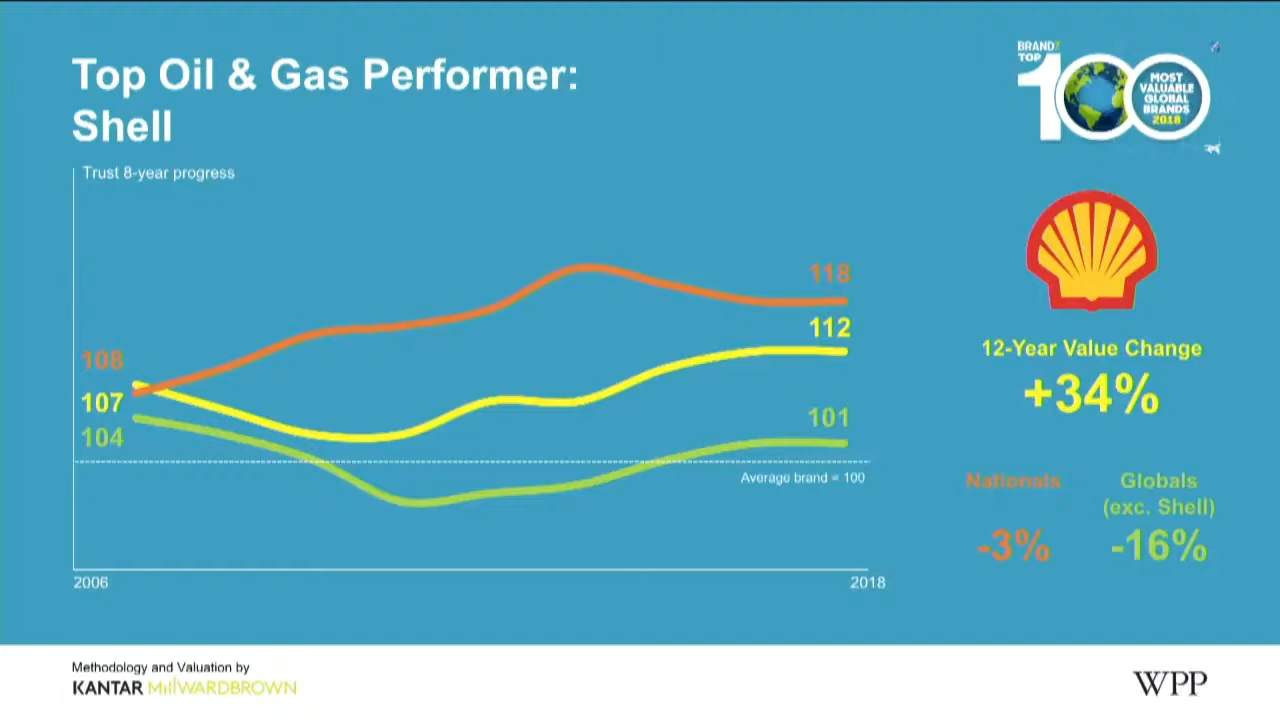 Top Oil & Gas Performer:
Shell
BRANDZ
TOP
100
MOST
VALUABLE
GLOBAL
BRANDS
2018
Trust 8-year progress
108
107
104
118
112
101
Average brand = 100
2006
2018
12-Year Value Change
+34%
Nationals
-3%
Globals
(exc. Shell)
-16%
Methodology and Valuation by
KANTAR MillWARDBROWN
WPP